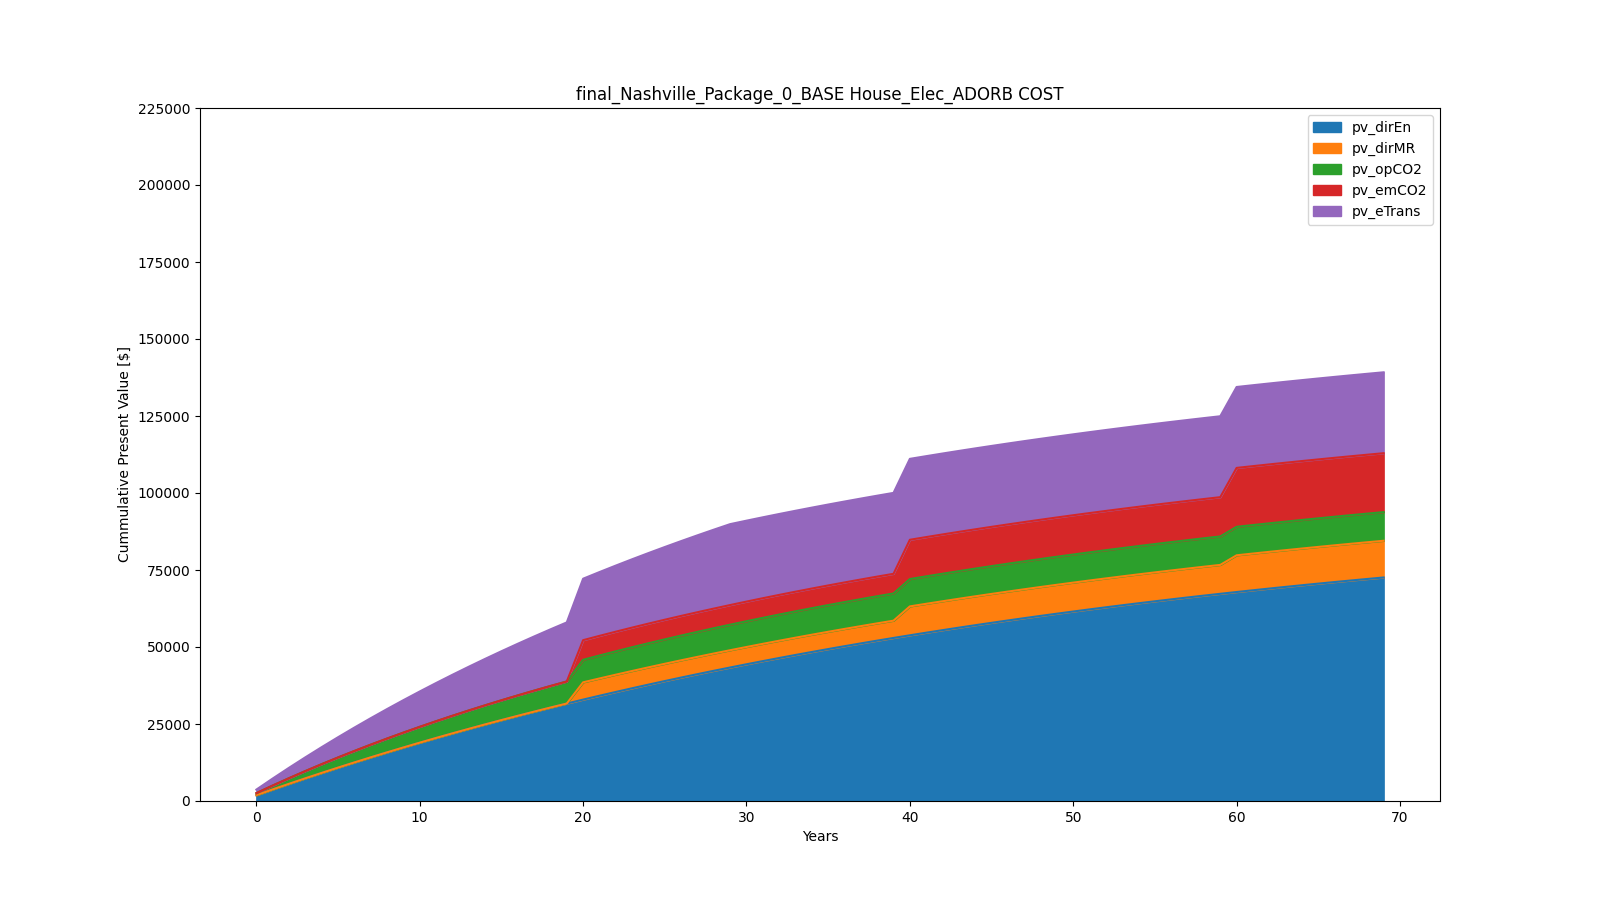 final_Nashville_Package_0_BASE House_Elec_ADORB COST
225000
200000
175000
150000
125000
100000
75000
50000
25000
0
Cummulative Present Value [$]
pv_dirEn
pv_dirMR
pv_opCO2
pv_emCO2
pv_eTrans
0 10 20 30 40 50 60 70
Years